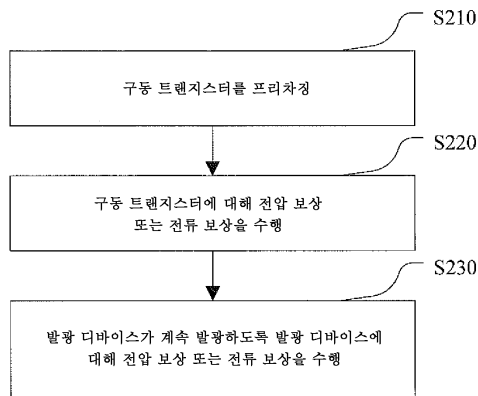 S210
구동 트랜지스터를 프리차징
S220
구동 트랜지스터에 대해 전압 보상
또는 전류 보상을 수행
S230
발광 디바이스가 계속 발광하도록 발광 디바이스에
대해 전압 보상 또는 전류 보상을 수행